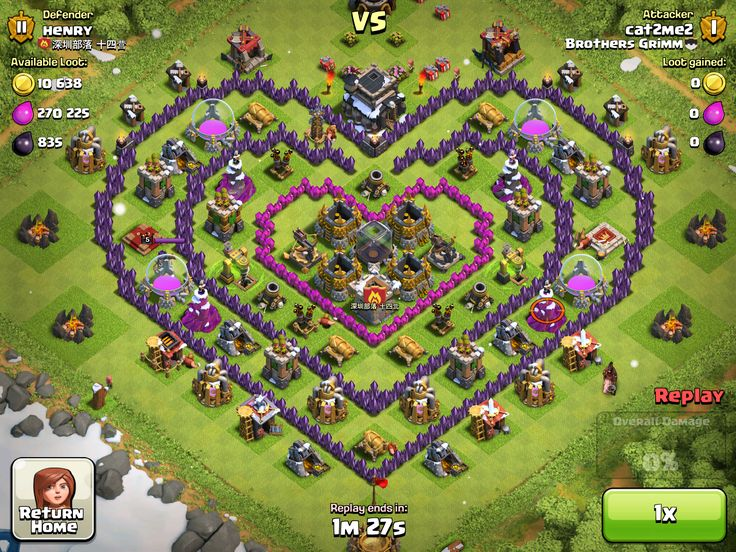 Defender
HENRY
深圳部落 十四营
Available Loot:
10 638
270 225
835
VS
Attacker
cat2me2
Brothers Grimm
Loot gained:
0
0
0
5
深圳部落 十四营
Replay
Overall Damage
0%
Return
Home
Replay ends in:
1m 27s
1x